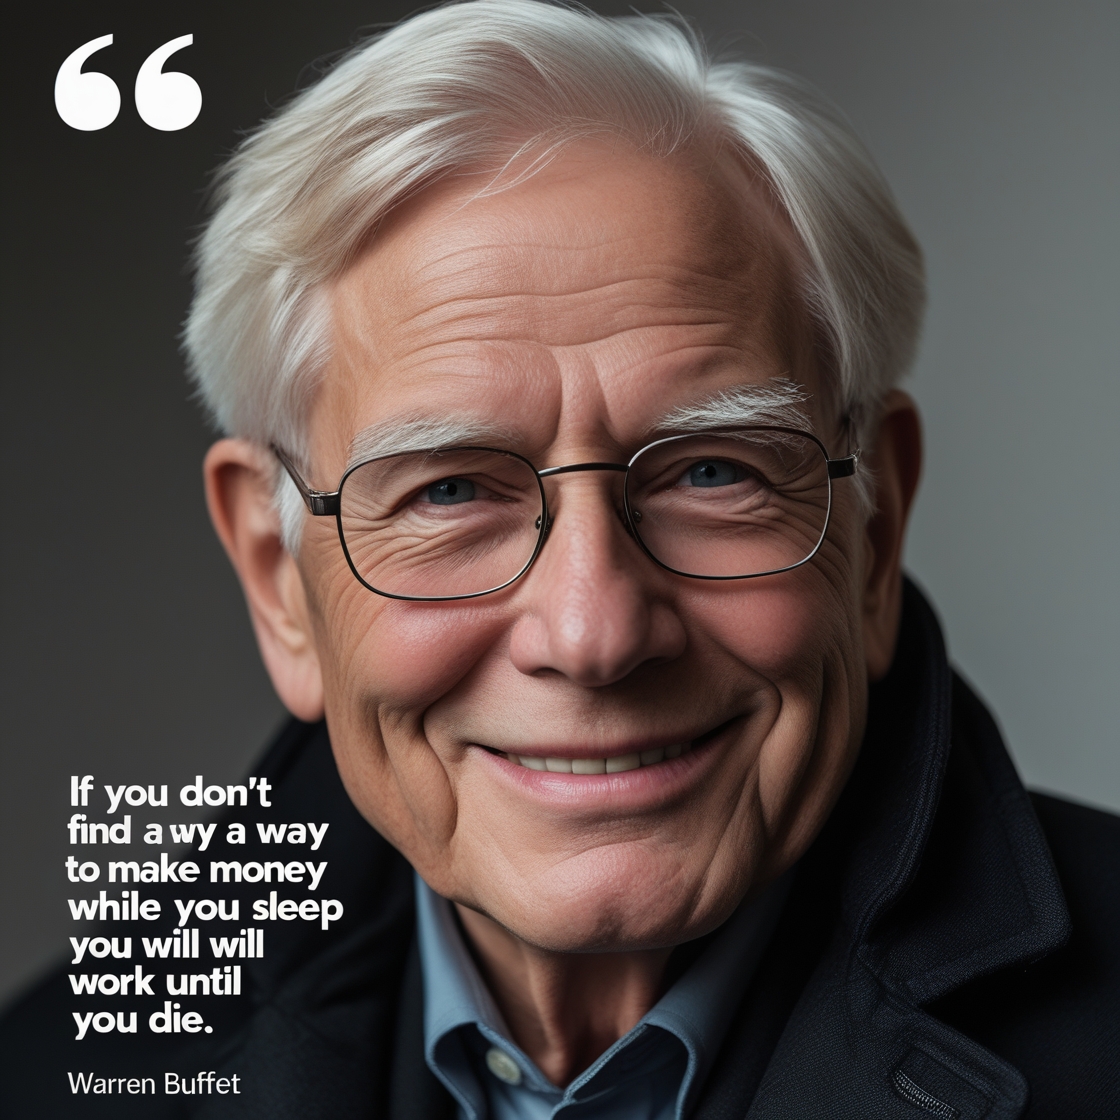 “
If you don't
find a wy a way
to make money
while you sleep
you will will
work until
you die.
Warren Buffet